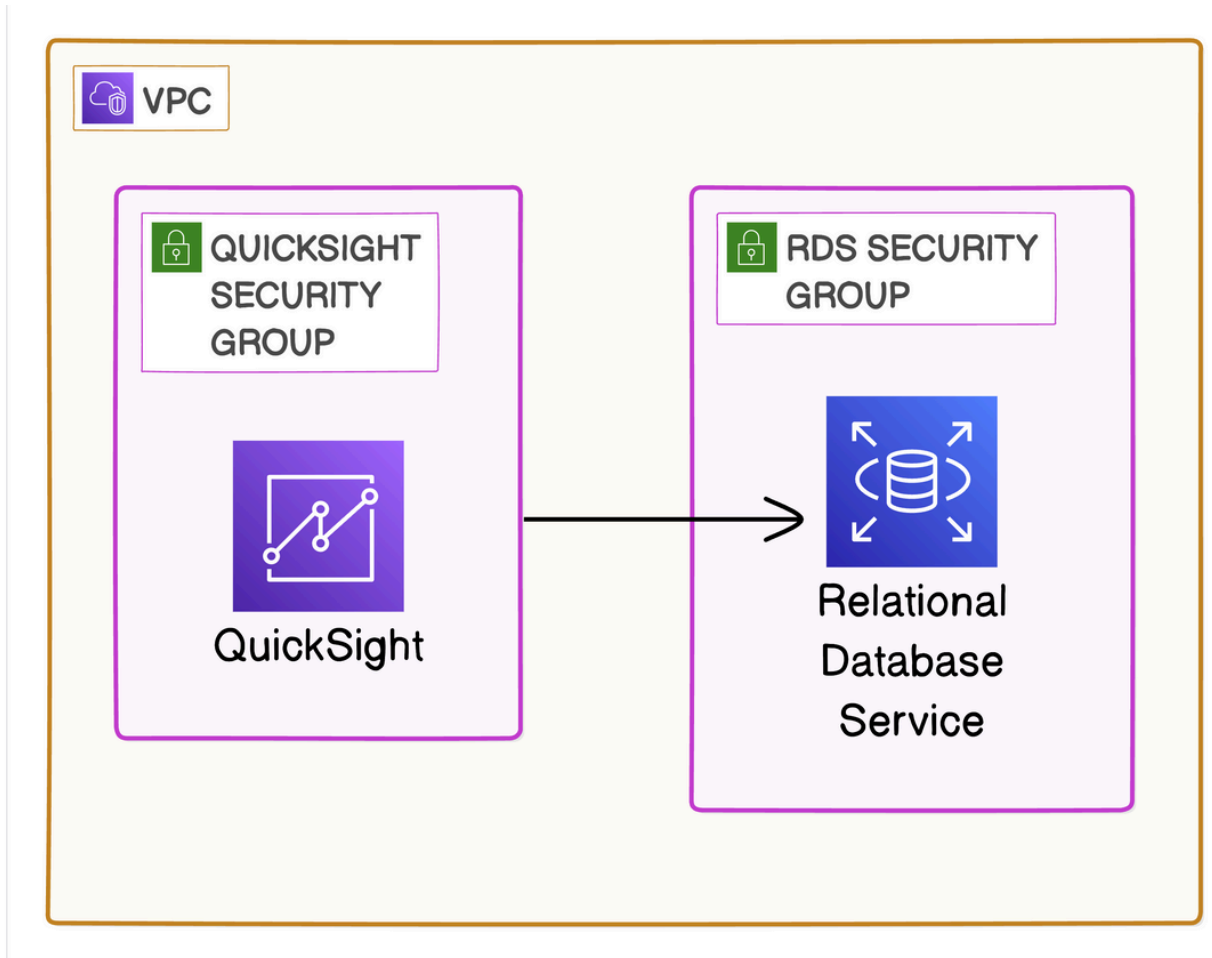 VPC
QUICKSIGHT
SECURITY
GROUP
RDS SECURITY
GROUP
QuickSight
Relational
Database
Service